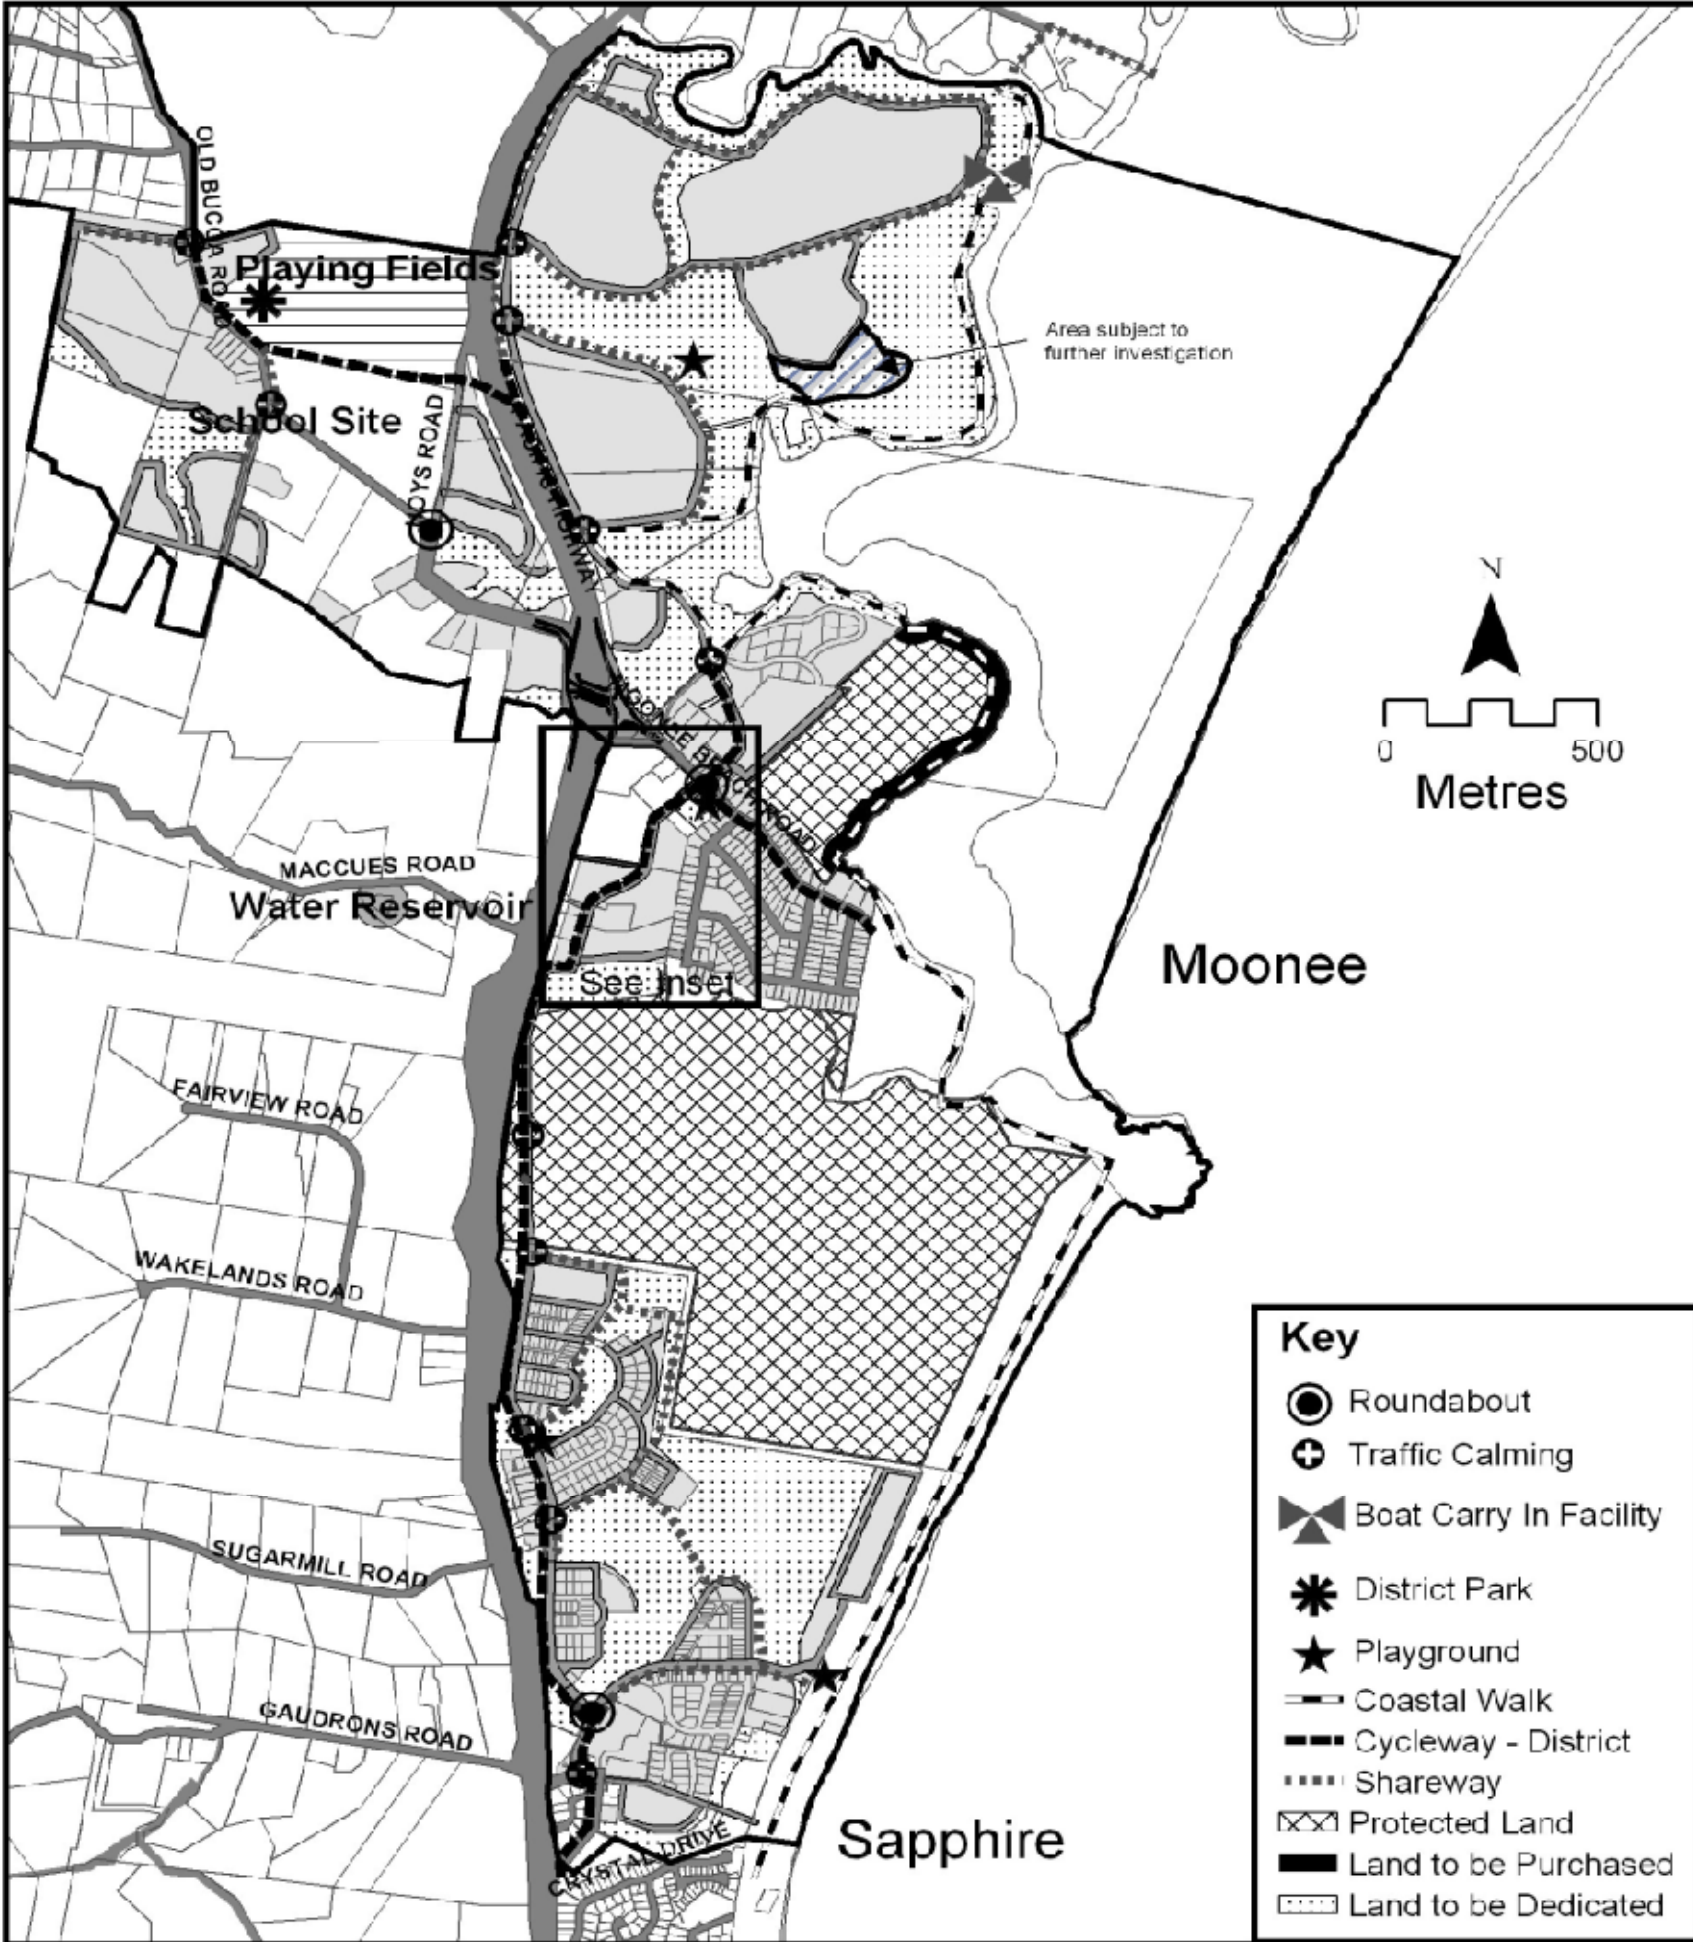 OLD BUCCA ROAD
Playing Fields
Area subject to
further investigation
School Site
HOYS ROAD
PACIFIC HIGHWAY
N
0 500
Metres
MOONEE BEACH ROAD
MACCUES ROAD
Water Reservoir
See Inset
Moonee
FAIRVIEW ROAD
WAKELANDS ROAD
SUGARMILL ROAD
GAUDRONS ROAD
CRYSTAL DRIVE
Sapphire
Key
Roundabout
Traffic Calming
Boat Carry In Facility
District Park
Playground
Coastal Walk
Cycleway - District
Shareway
Protected Land
Land to be Purchased
Land to be Dedicated